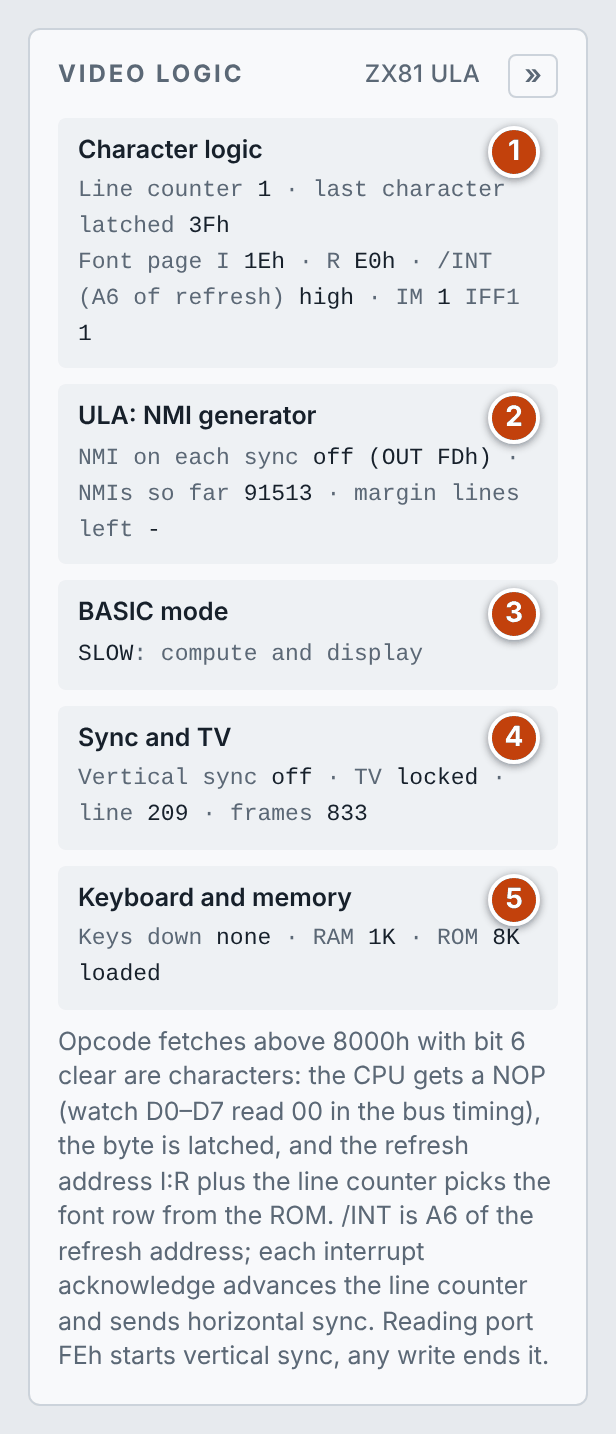 VIDEO LOGIC ZX81 ULA »
Character logic 1
Line counter 1 · last character
latched 3Fh
Font page I 1Eh · R E0h · /INT
(A6 of refresh) high · IM 1 IFF1
1
ULA: NMI generator 2
NMI on each sync off (OUT FDh) ·
NMIs so far 91513 · margin lines
left -
BASIC mode 3
SLOW: compute and display
Sync and TV 4
Vertical sync off · TV locked ·
line 209 · frames 833
Keyboard and memory 5
Keys down none · RAM 1K · ROM 8K
loaded
Opcode fetches above 8000h with bit 6
clear are characters: the CPU gets a NOP
(watch D0–D7 read 00 in the bus timing),
the byte is latched, and the refresh
address I:R plus the line counter picks the
font row from the ROM. /INT is A6 of the
refresh address; each interrupt
acknowledge advances the line counter
and sends horizontal sync. Reading port
FEh starts vertical sync, any write ends it.